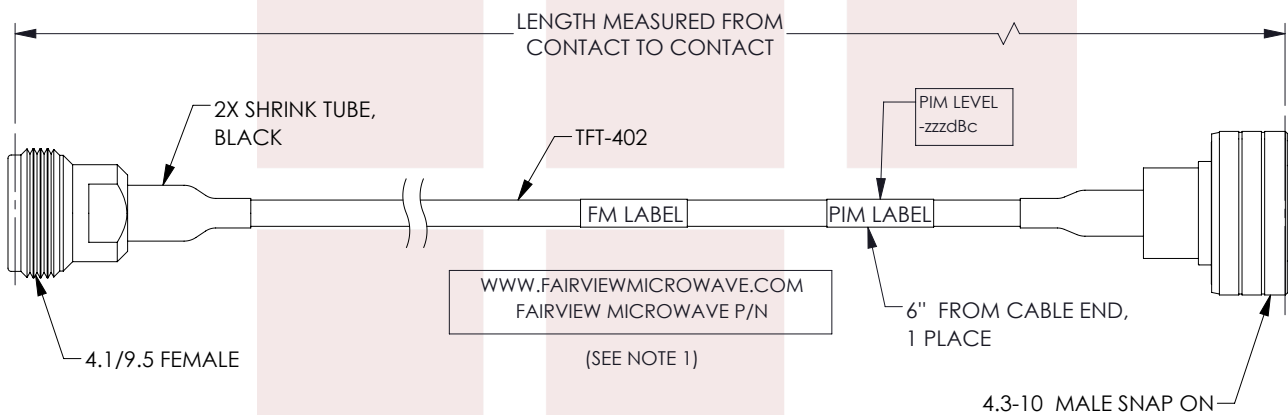 LENGTH MEASURED FROM
CONTACT TO CONTACT
2X SHRINK TUBE,
BLACK
TFT-402
PIM LEVEL
-zzzdBc
FM LABEL
PIM LABEL
WWW.FAIRVIEWMICROWAVE.COM
FAIRVIEW MICROWAVE P/N
(SEE NOTE 1)
6" FROM CABLE END,
1 PLACE
4.1/9.5 FEMALE
4.3-10 MALE SNAP ON